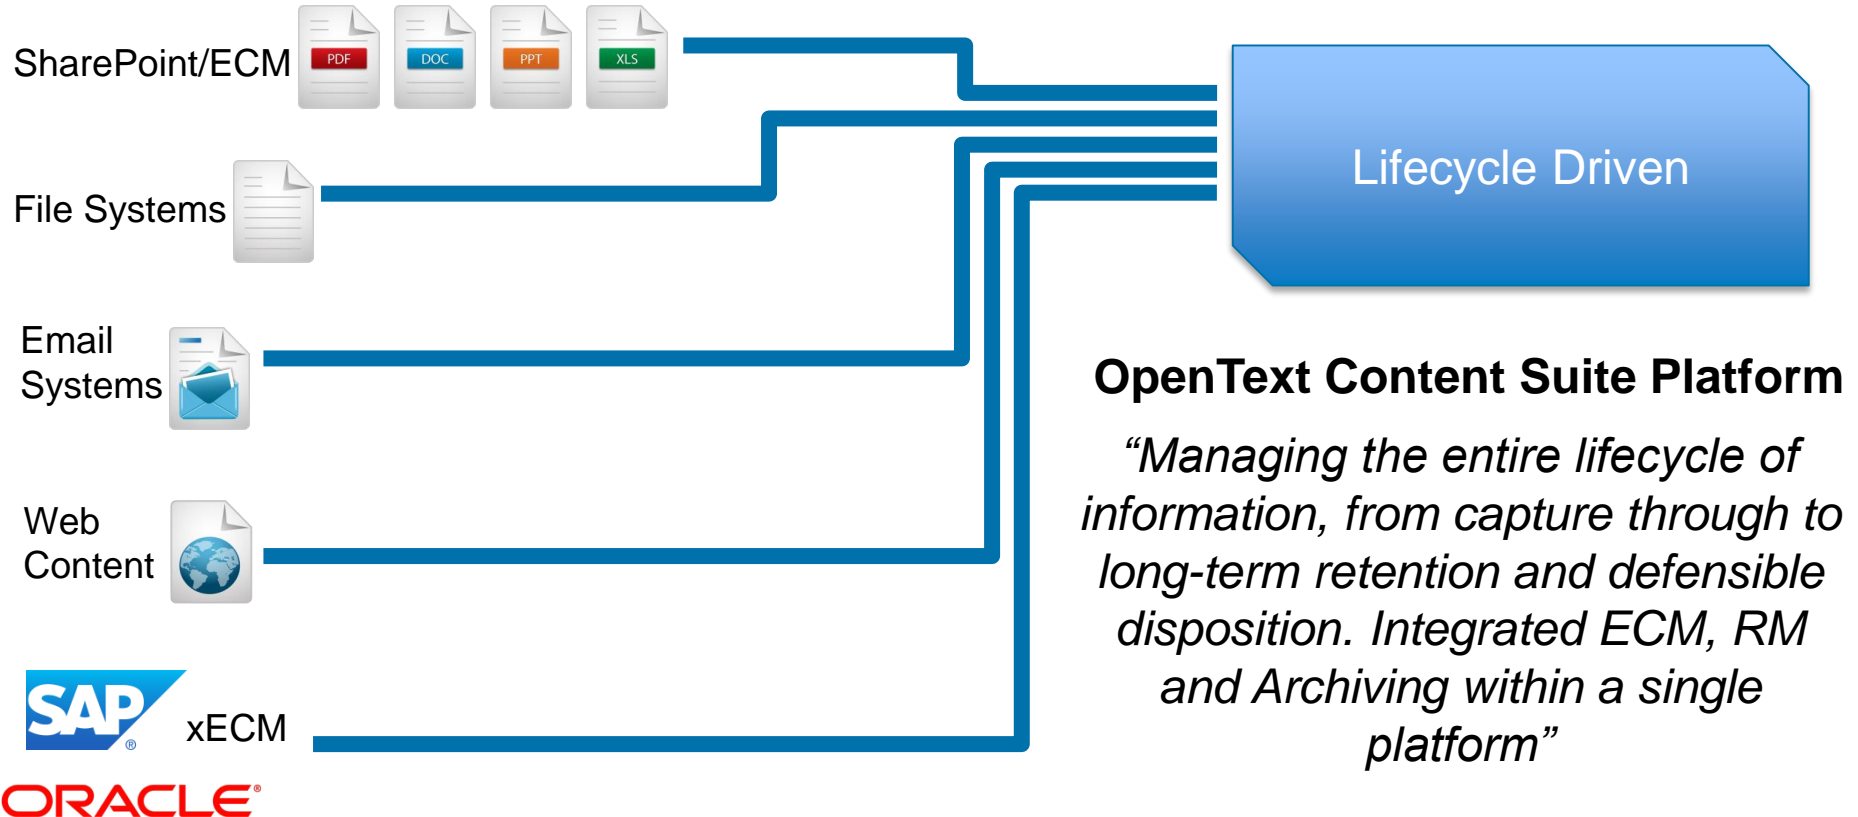 SharePoint/ECM
PDF
DOC
PPT
XLS
File Systems
Email
Systems
Web
Content
SAP
®
xECM
ORACLE®
Lifecycle Driven
OpenText Content Suite Platform
“Managing the entire lifecycle of
information, from capture through to
long-term retention and defensible
disposition. Integrated ECM, RM
and Archiving within a single
platform”